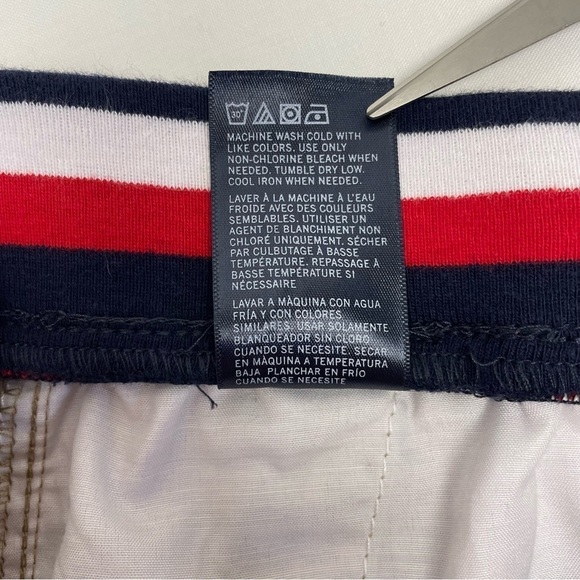 30°
MACHINE WASH COLD WITH
LIKE COLORS. USE ONLY
NON-CHLORINE BLEACH WHEN
NEEDED. TUMBLE DRY LOW.
COOL IRON WHEN NEEDED.
LAVER À LA MACHINE À L'EAU
FROIDE AVEC DES COULEURS
SEMBLABLES. UTILISER UN
AGENT DE BLANCHIMENT NON
CHLORÉ UNIQUEMENT. SÉCHER
PAR CULBUTAGE À BASSE
TEMPÉRATURE. REPASSAGE À
BASSE TEMPÉRATURE SI
NÉCESSAIRE
LAVAR A MÀQUINA CON AGUA
FRÍA Y CON COLORES
SIMILARES. USAR SOLAMENTE
BLANQUEADOR SIN CLORO
CUANDO SE NECESITE. SECAR
EN MÀQUINA A TEMPERATURA
BAJA PLANCHAR EN FRÍO
CUANDO SE NECESITE